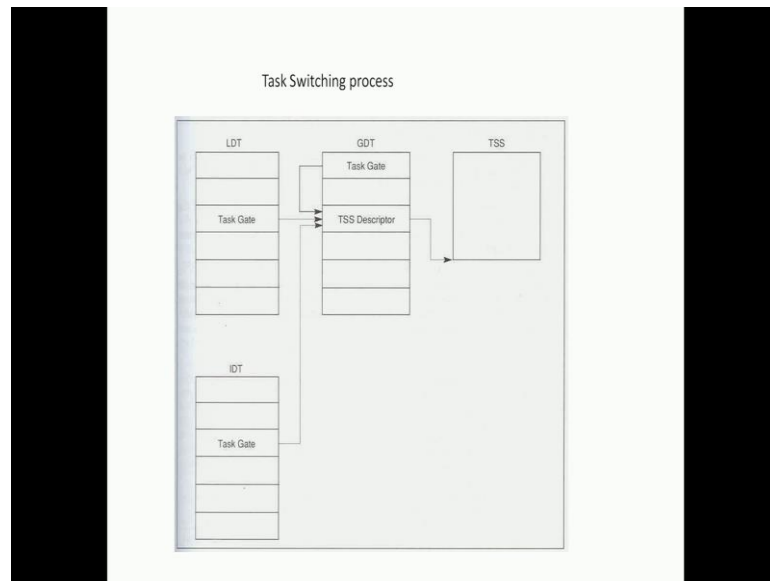 Task Switching process
LDT
GDT
TSS
Task Gate
Task Gate
TSS Descriptor
IDT
Task Gate